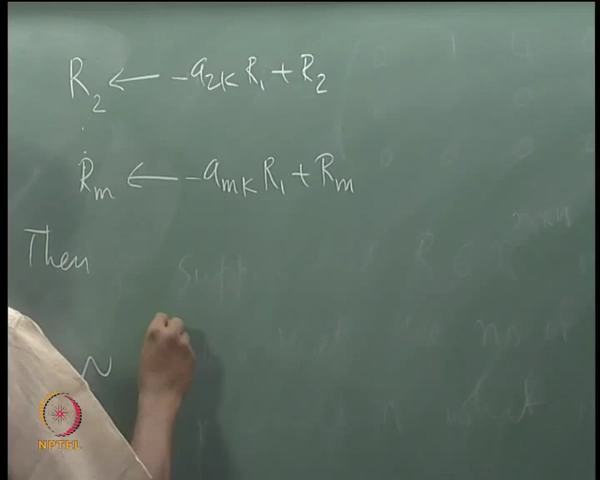 R₂ ← -a₂ₖ R₁ + R₂
⋮
Rₘ ← -aₘₖ R₁ + Rₘ
Then
~
NPTEL